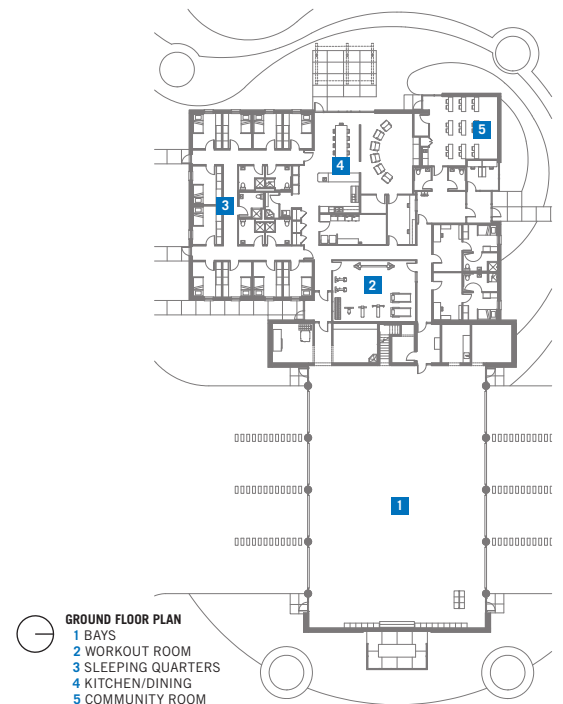 5
4
3
2
1
GROUND FLOOR PLAN
1 BAYS
2 WORKOUT ROOM
3 SLEEPING QUARTERS
4 KITCHEN/DINING
5 COMMUNITY ROOM